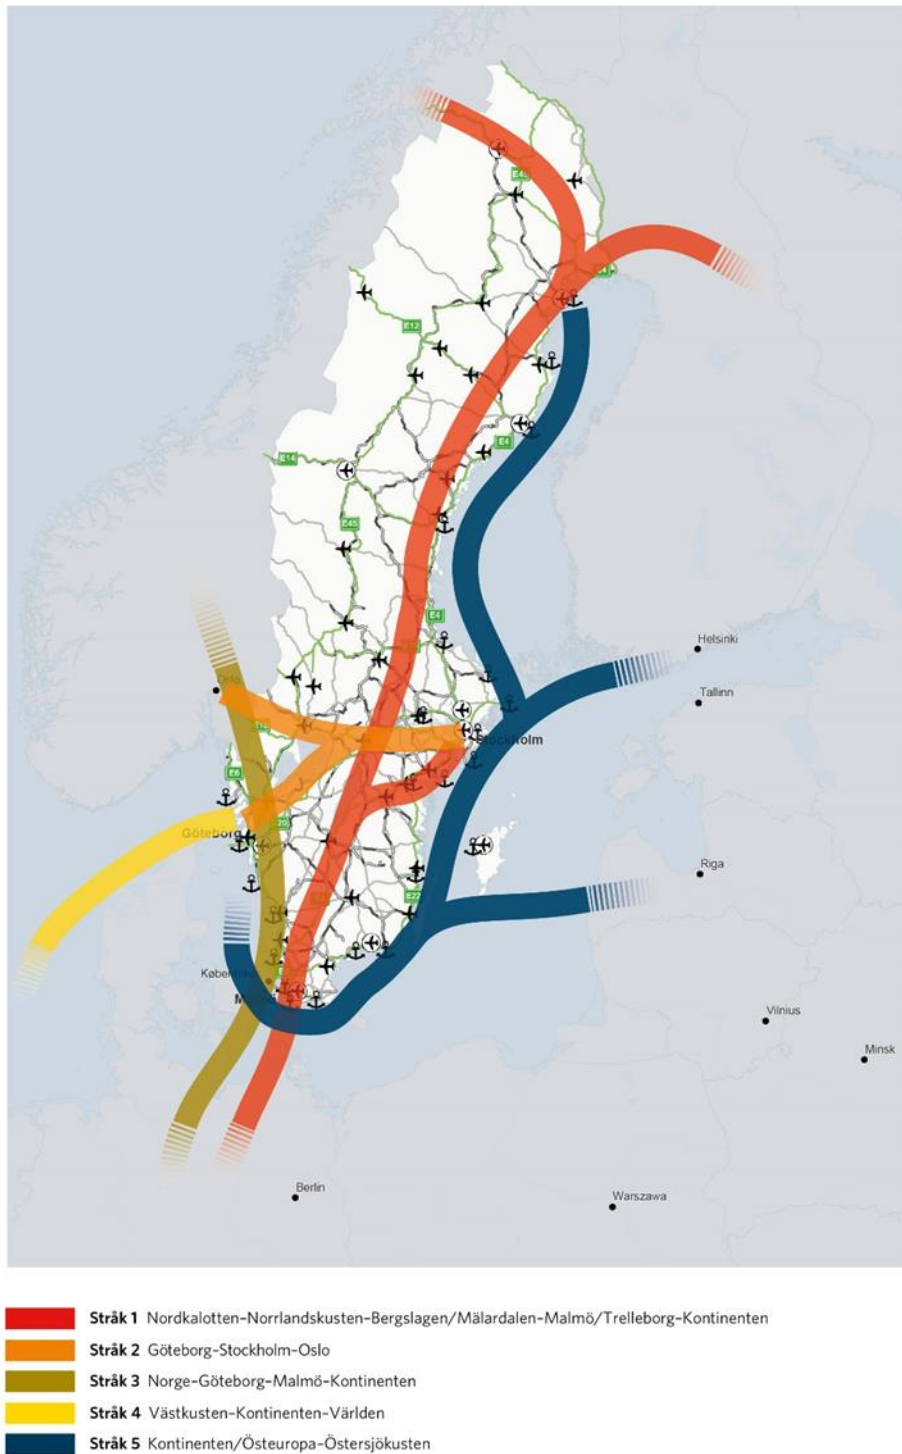 E45
E4
E12
E4
E14
E45
E4
Helsinki
Tallinn
Oslo
Stockholm
E6
E20
Göteborg
Riga
E22
København
Vilnius
Minsk
Berlin
Warszawa
Stråk 1 Nordkalotten–Norrlandskusten–Bergslagen/Mälardalen–Malmö/Trelleborg–Kontinenten
Stråk 2 Göteborg–Stockholm–Oslo
Stråk 3 Norge–Göteborg–Malmö–Kontinenten
Stråk 4 Västkusten–Kontinenten–Världen
Stråk 5 Kontinenten/Östeuropa–Östersjökusten